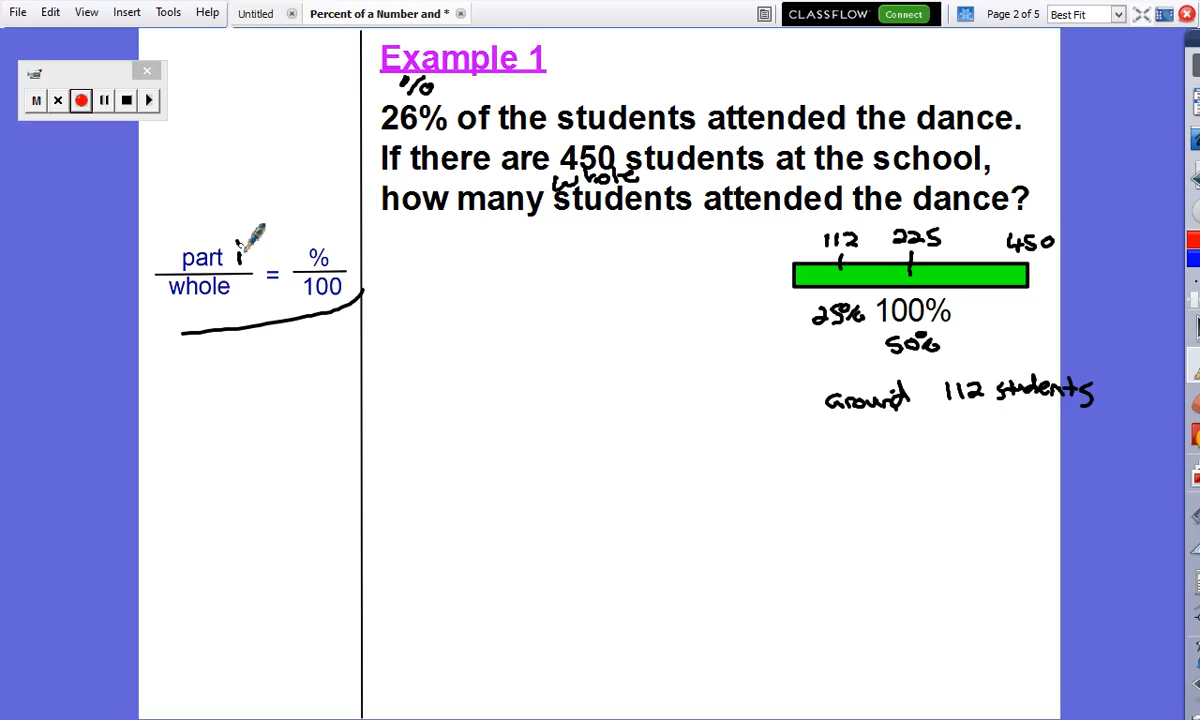 File Edit View Insert Tools Help
Untitled
Percent of a Number and *
CLASSFLOW Connect
Page 2 of 5
Best Fit
M
Example 1
%
26% of the students attended the dance.
If there are 450 students at the school,
whole
how many students attended the dance?
part
whole
=
%
100
112 225 450
25% 100%
50%
around 112 students